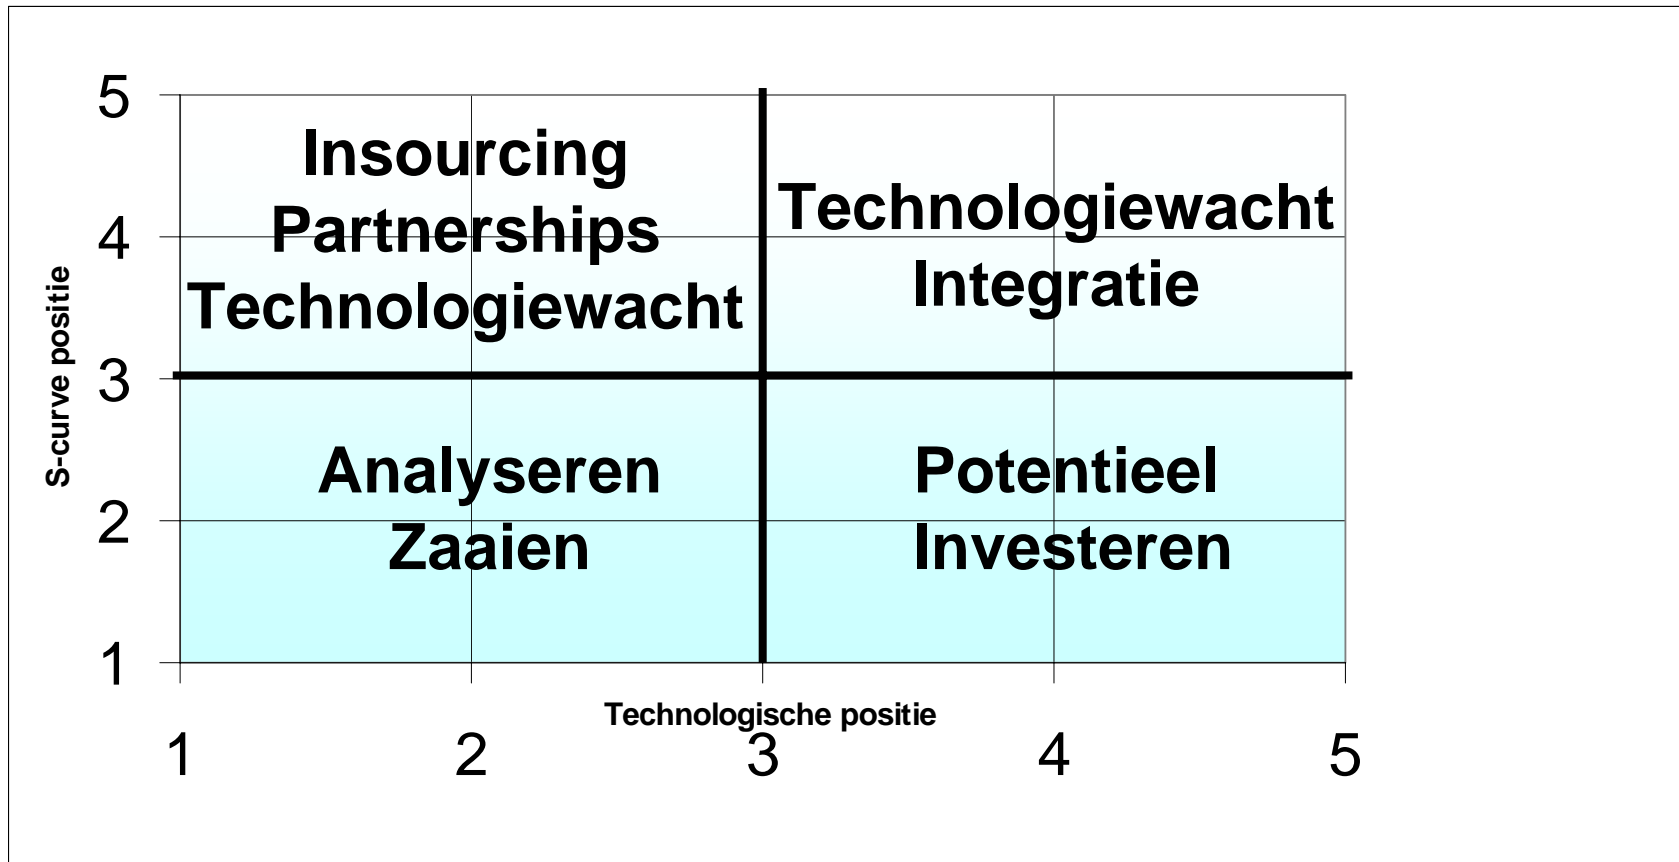 5
Insourcing
Partnerships
Technologiewacht
Technologiewacht
Integratie
4
3
S-curve positie
Analyseren
Zaaien
Potentieel
Investeren
2
1
Technologische positie
1 2 3 4 5